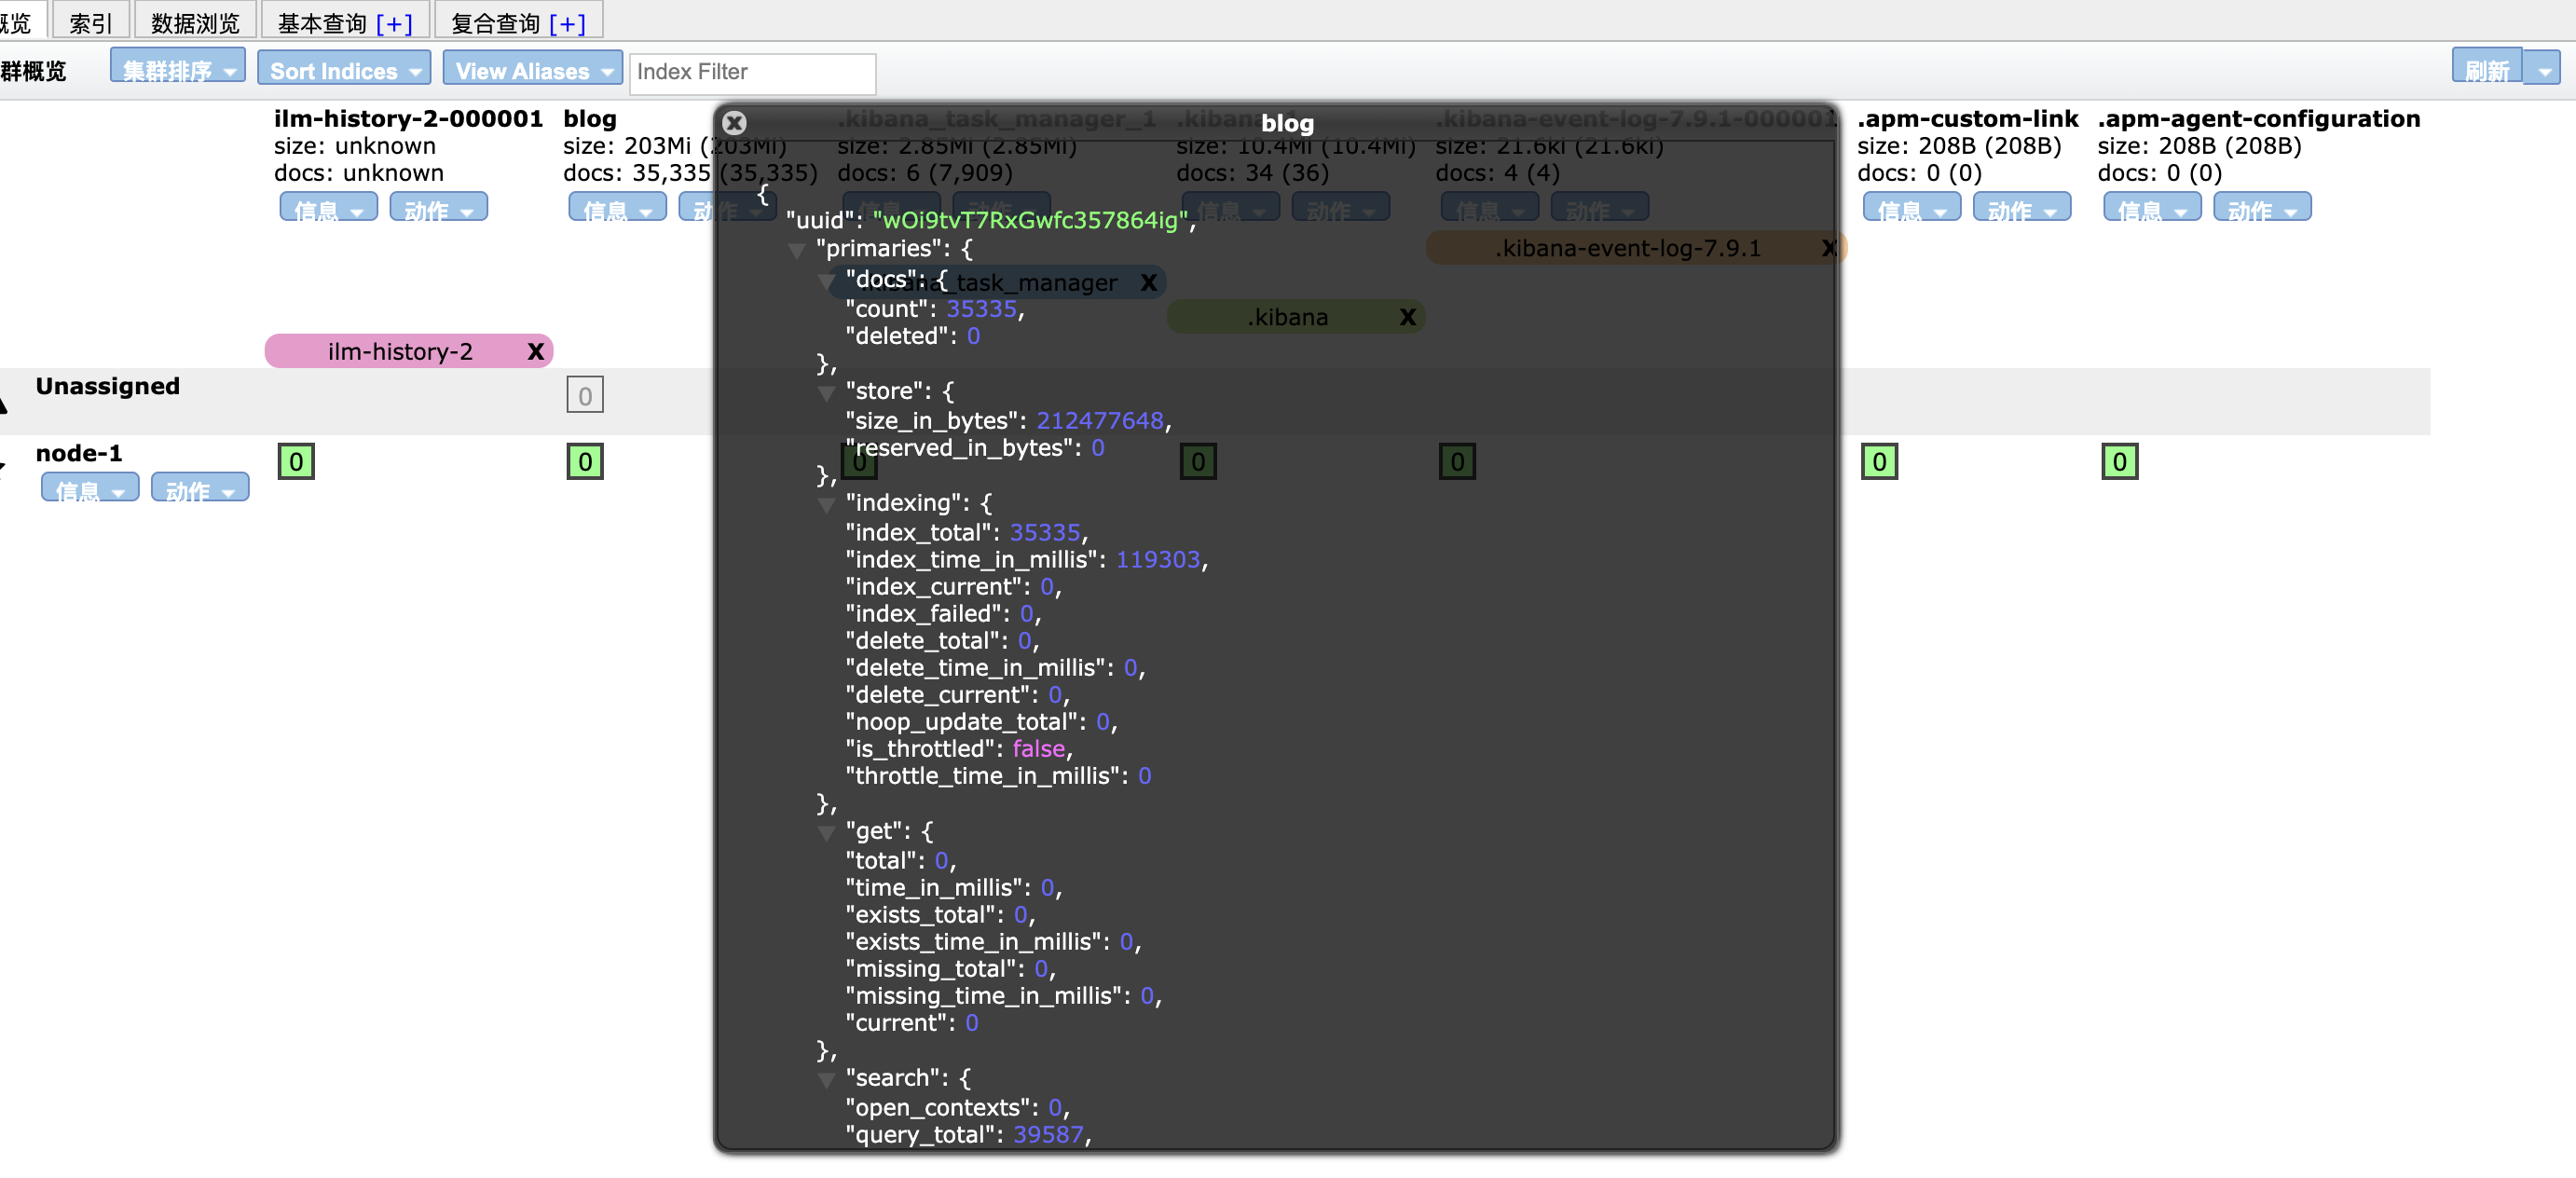 概览 索引 数据浏览 基本查询 [+] 复合查询 [+]
群概览 集群排序 Sort Indices View Aliases Index Filter 刷新
ilm-history-2-000001 blog .kibana_task_manager_1 .kibana .kibana-event-log-7.9.1-000001 .apm-custom-link .apm-agent-configuration
size: unknown size: 203Mi (203Mi) size: 2.85Mi (2.85Mi) size: 10.4Mi (10.4Mi) size: 21.6ki (21.6ki) size: 208B (208B) size: 208B (208B)
docs: unknown docs: 35,335 (35,335) docs: 6 (7,909) docs: 34 (36) docs: 4 (4) docs: 0 (0) docs: 0 (0)
信息 动作 信息 动作 信息 动作 信息 动作 信息 动作 信息 动作 信息 动作
.kibana-event-log-7.9.1 X
.kibana_task_manager X
.kibana X
ilm-history-2 X
Unassigned 0
node-1 0 0 0 0 0 0 0
信息 动作
blog
{
"uuid": "wOi9tvT7RxGwfc357864ig",
"primaries": {
"docs": {
"count": 35335,
"deleted": 0
},
"store": {
"size_in_bytes": 212477648,
"reserved_in_bytes": 0
},
"indexing": {
"index_total": 35335,
"index_time_in_millis": 119303,
"index_current": 0,
"index_failed": 0,
"delete_total": 0,
"delete_time_in_millis": 0,
"delete_current": 0,
"noop_update_total": 0,
"is_throttled": false,
"throttle_time_in_millis": 0
},
"get": {
"total": 0,
"time_in_millis": 0,
"exists_total": 0,
"exists_time_in_millis": 0,
"missing_total": 0,
"missing_time_in_millis": 0,
"current": 0
},
"search": {
"open_contexts": 0,
"query_total": 39587,